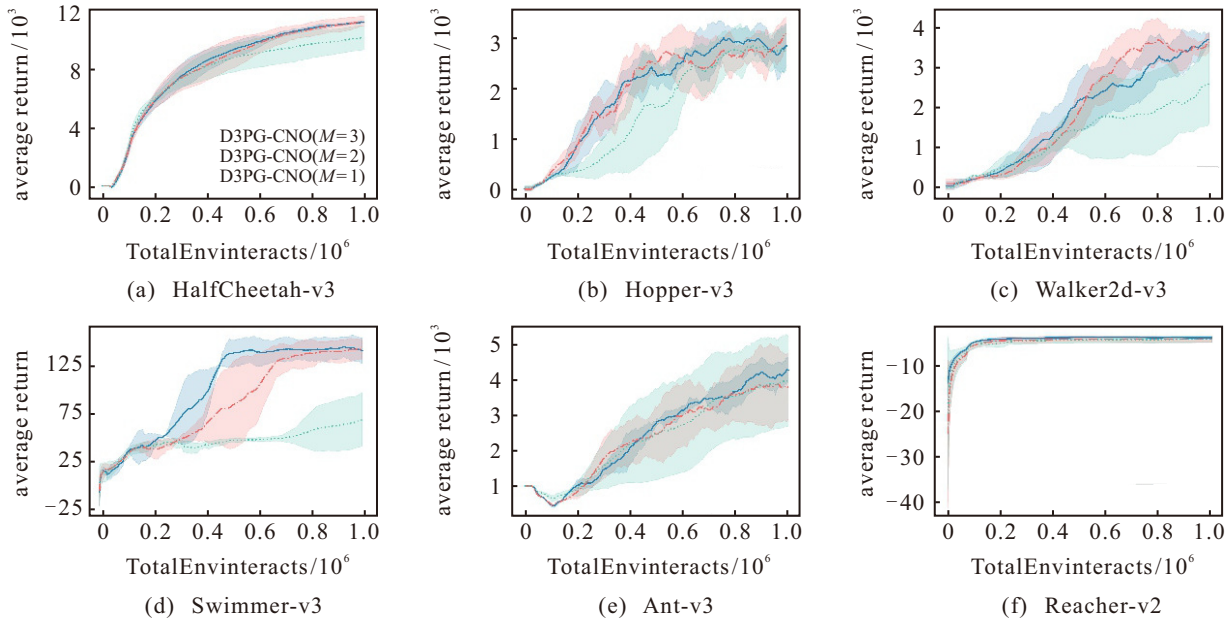 average return / 10³
12
8
4
0
D3PG-CNO(M=3)
D3PG-CNO(M=2)
D3PG-CNO(M=1)
0 0.2 0.4 0.6 0.8 1.0
TotalEnvinteracts/10⁶
(a) HalfCheetah-v3
average return / 10³
3
2
1
0
0 0.2 0.4 0.6 0.8 1.0
TotalEnvinteracts/10⁶
(b) Hopper-v3
average return / 10³
4
3
2
1
0
0 0.2 0.4 0.6 0.8 1.0
TotalEnvinteracts/10⁶
(c) Walker2d-v3
average return
125
75
25
−25
0 0.2 0.4 0.6 0.8 1.0
TotalEnvinteracts/10⁶
(d) Swimmer-v3
average return / 10³
5
4
3
2
1
0 0.2 0.4 0.6 0.8 1.0
TotalEnvinteracts/10⁶
(e) Ant-v3
average return
−10
−20
−30
−40
0 0.2 0.4 0.6 0.8 1.0
TotalEnvinteracts/10⁶
(f) Reacher-v2